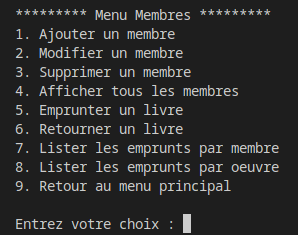 ********* Menu Membres *********
1. Ajouter un membre
2. Modifier un membre
3. Supprimer un membre
4. Afficher tous les membres
5. Emprunter un livre
6. Retourner un livre
7. Lister les emprunts par membre
8. Lister les emprunts par oeuvre
9. Retour au menu principal
Entrez votre choix :